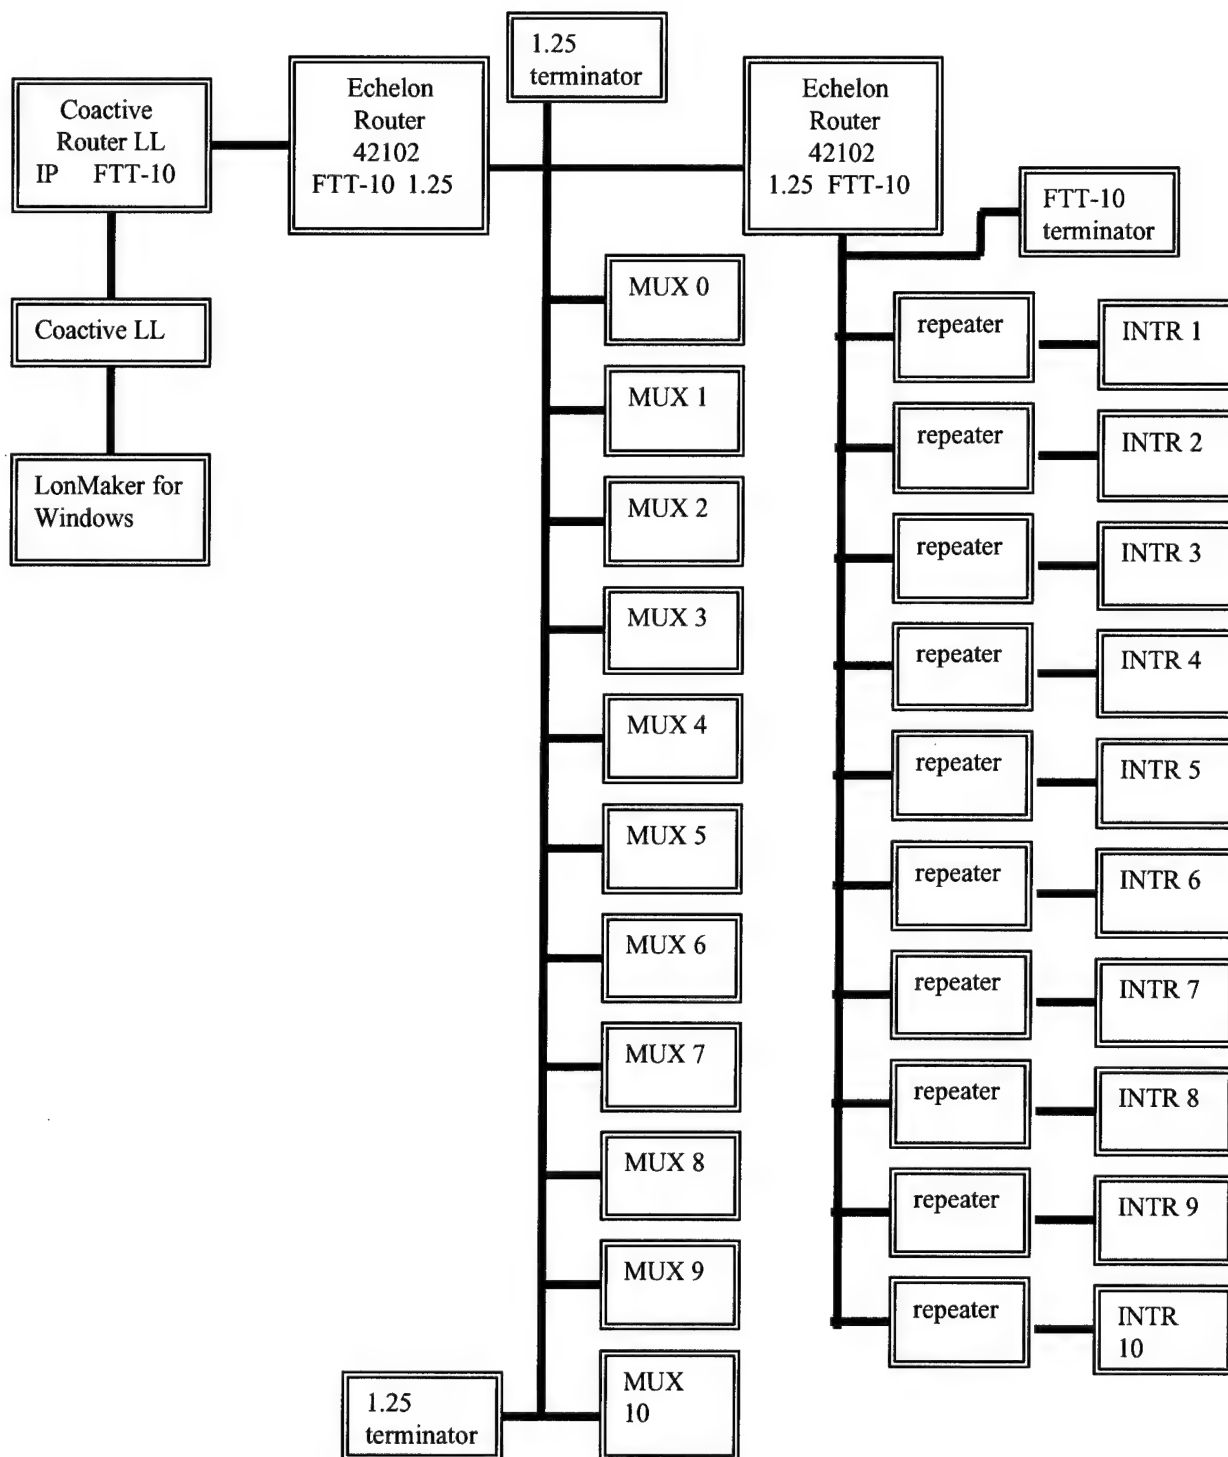 1.25
terminator
Coactive
Router LL
IP FTT-10
Echelon
Router
42102
FTT-10 1.25
Echelon
Router
42102
1.25 FTT-10
FTT-10
terminator
Coactive LL
LonMaker for
Windows
MUX 0
MUX 1
MUX 2
MUX 3
MUX 4
MUX 5
MUX 6
MUX 7
MUX 8
MUX 9
MUX
10
1.25
terminator
repeater
INTR 1
repeater
INTR 2
repeater
INTR 3
repeater
INTR 4
repeater
INTR 5
repeater
INTR 6
repeater
INTR 7
repeater
INTR 8
repeater
INTR 9
repeater
INTR
10